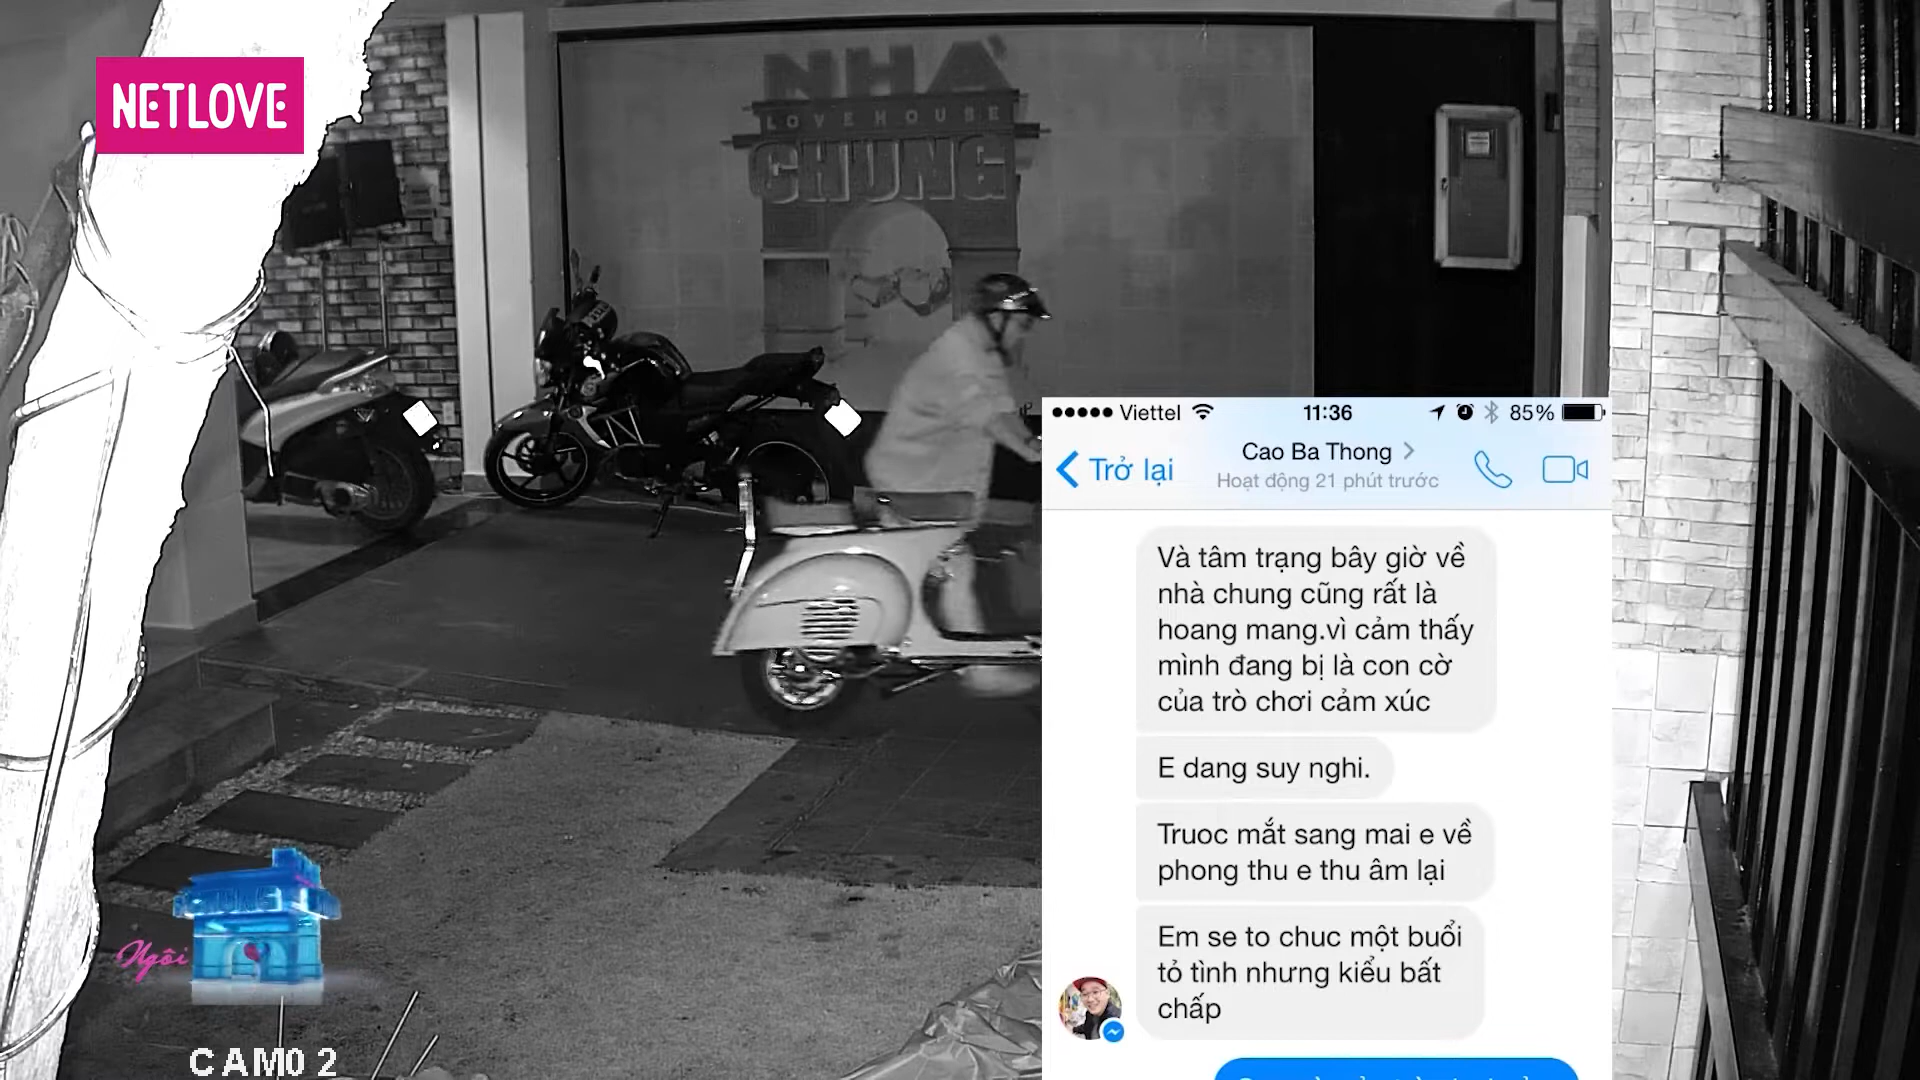 NETLOVE
NHÀ
LOVE HOUSE
CHUNG
Viettel
11:36
85%
Trở lại
Cao Ba Thong
Hoạt động 21 phút trước
Và tâm trạng bây giờ về
nhà chung cũng rất là
hoang mang.vì cảm thấy
mình đang bị là con cờ
của trò chơi cảm xúc
E dang suy nghi.
Truoc mắt sang mai e về
phong thu e thu âm lại
Em se to chuc một buổi
tỏ tình nhưng kiểu bất
chấp
Ngôi
CAM02